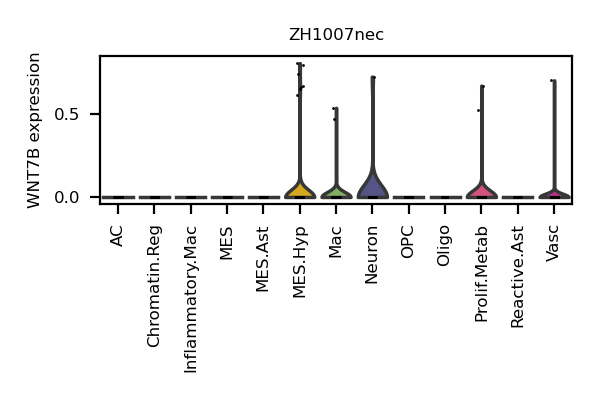 ZH1007nec
WNT7B expression
0.5
0.0
AC
Chromatin.Reg
Inflammatory.Mac
MES
MES.Ast
MES.Hyp
Mac
Neuron
OPC
Oligo
Prolif.Metab
Reactive.Ast
Vasc